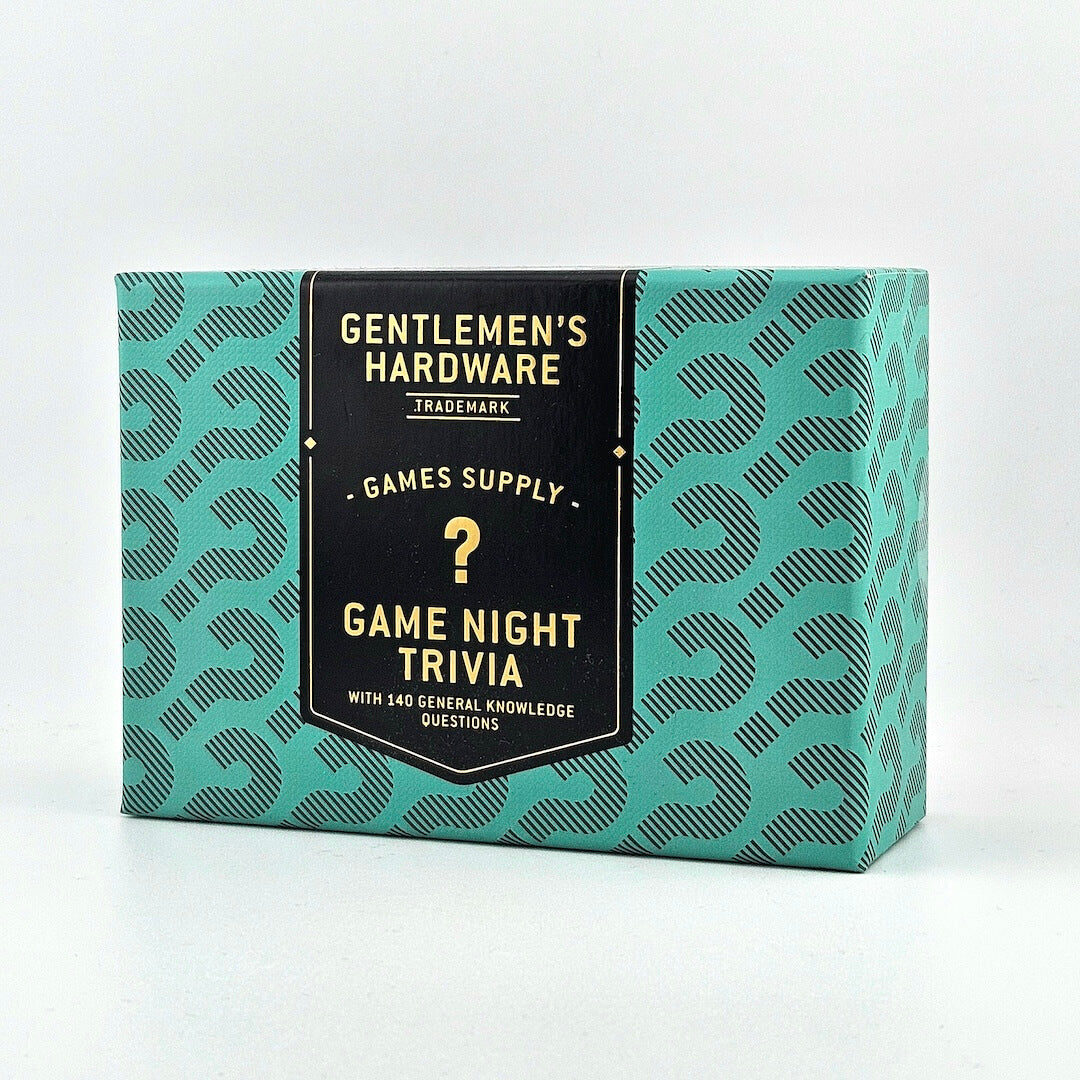 GENTLEMEN'S
HARDWARE
TRADEMARK
- GAMES SUPPLY -
?
GAME NIGHT
TRIVIA
WITH 140 GENERAL KNOWLEDGE
QUESTIONS